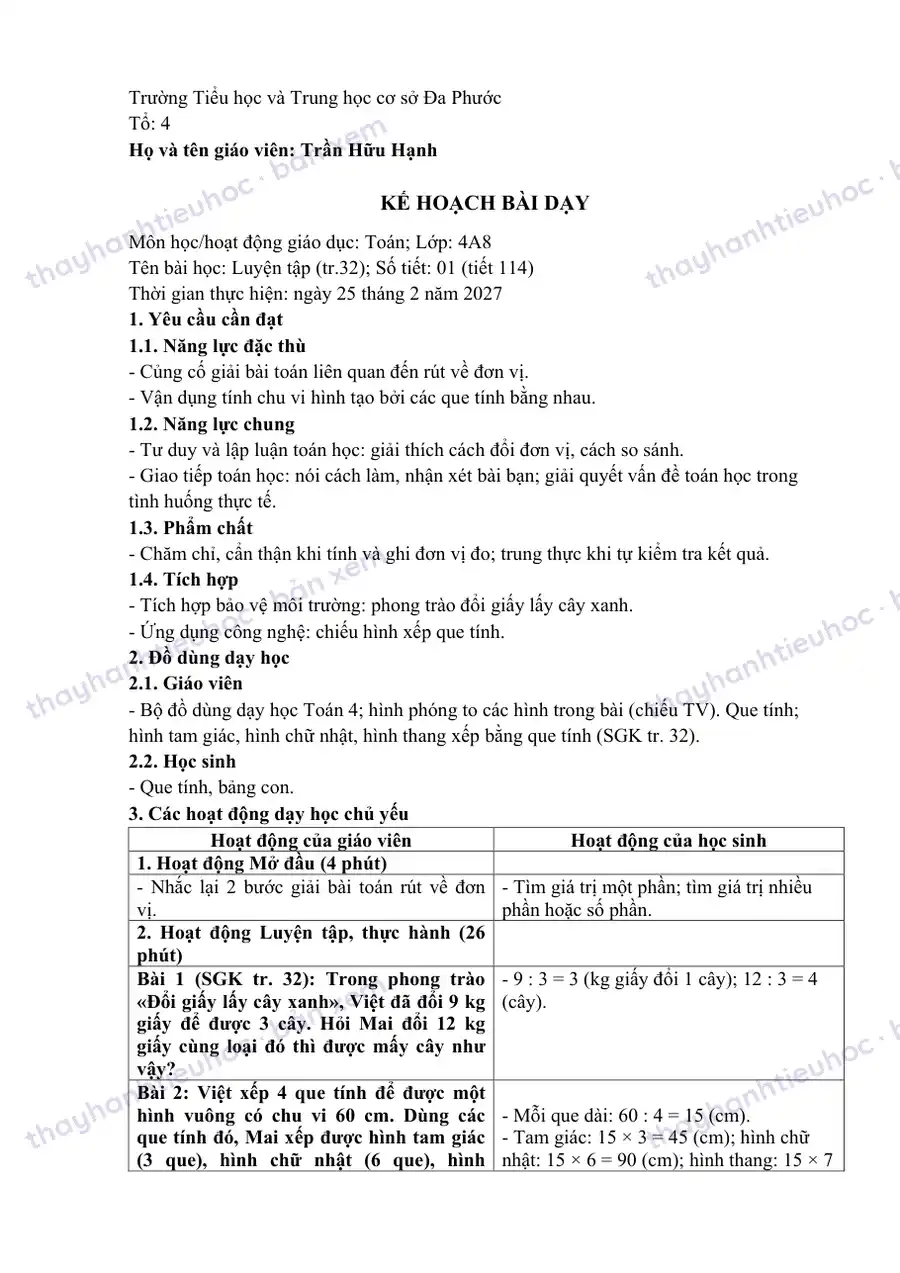 Trường Tiểu học và Trung học cơ sở Đa Phước
Tổ: 4
Họ và tên giáo viên: Trần Hữu Hạnh
KẾ HOẠCH BÀI DẠY
Môn học/hoạt động giáo dục: Toán; Lớp: 4A8
Tên bài học: Luyện tập (tr.32); Số tiết: 01 (tiết 114)
Thời gian thực hiện: ngày 25 tháng 2 năm 2027
1. Yêu cầu cần đạt
1.1. Năng lực đặc thù
- Củng cố giải bài toán liên quan đến rút về đơn vị.
- Vận dụng tính chu vi hình tạo bởi các que tính bằng nhau.
1.2. Năng lực chung
- Tư duy và lập luận toán học: giải thích cách đổi đơn vị, cách so sánh.
- Giao tiếp toán học: nói cách làm, nhận xét bài bạn; giải quyết vấn đề toán học trong
tình huống thực tế.
1.3. Phẩm chất
- Chăm chỉ, cẩn thận khi tính và ghi đơn vị đo; trung thực khi tự kiểm tra kết quả.
1.4. Tích hợp
- Tích hợp bảo vệ môi trường: phong trào đổi giấy lấy cây xanh.
- Ứng dụng công nghệ: chiếu hình xếp que tính.
2. Đồ dùng dạy học
2.1. Giáo viên
- Bộ đồ dùng dạy học Toán 4; hình phóng to các hình trong bài (chiếu TV). Que tính;
hình tam giác, hình chữ nhật, hình thang xếp bằng que tính (SGK tr. 32).
2.2. Học sinh
- Que tính, bảng con.
3. Các hoạt động dạy học chủ yếu
Hoạt động của giáo viên
Hoạt động của học sinh
1. Hoạt động Mở đầu (4 phút)
- Nhắc lại 2 bước giải bài toán rút về đơn
vị.
- Tìm giá trị một phần; tìm giá trị nhiều
phần hoặc số phần.
2. Hoạt động Luyện tập, thực hành (26
phút)
Bài 1 (SGK tr. 32): Trong phong trào
«Đổi giấy lấy cây xanh», Việt đã đổi 9 kg
giấy để được 3 cây. Hỏi Mai đổi 12 kg
giấy cùng loại đó thì được mấy cây như
vậy?
- 9 : 3 = 3 (kg giấy đổi 1 cây); 12 : 3 = 4
(cây).
Bài 2: Việt xếp 4 que tính để được một
hình vuông có chu vi 60 cm. Dùng các
que tính đó, Mai xếp được hình tam giác
(3 que), hình chữ nhật (6 que), hình
- Mỗi que dài: 60 : 4 = 15 (cm).
- Tam giác: 15 × 3 = 45 (cm); hình chữ
nhật: 15 × 6 = 90 (cm); hình thang: 15 × 7
thayhanhtieuhoc · bản xem
thayhanhtieuhoc · b
thayhanhtieuhoc · bản xem
thayhanhtieuhoc · b
thayhanhtieuhoc · bản xem
thayhanhtieuhoc · b